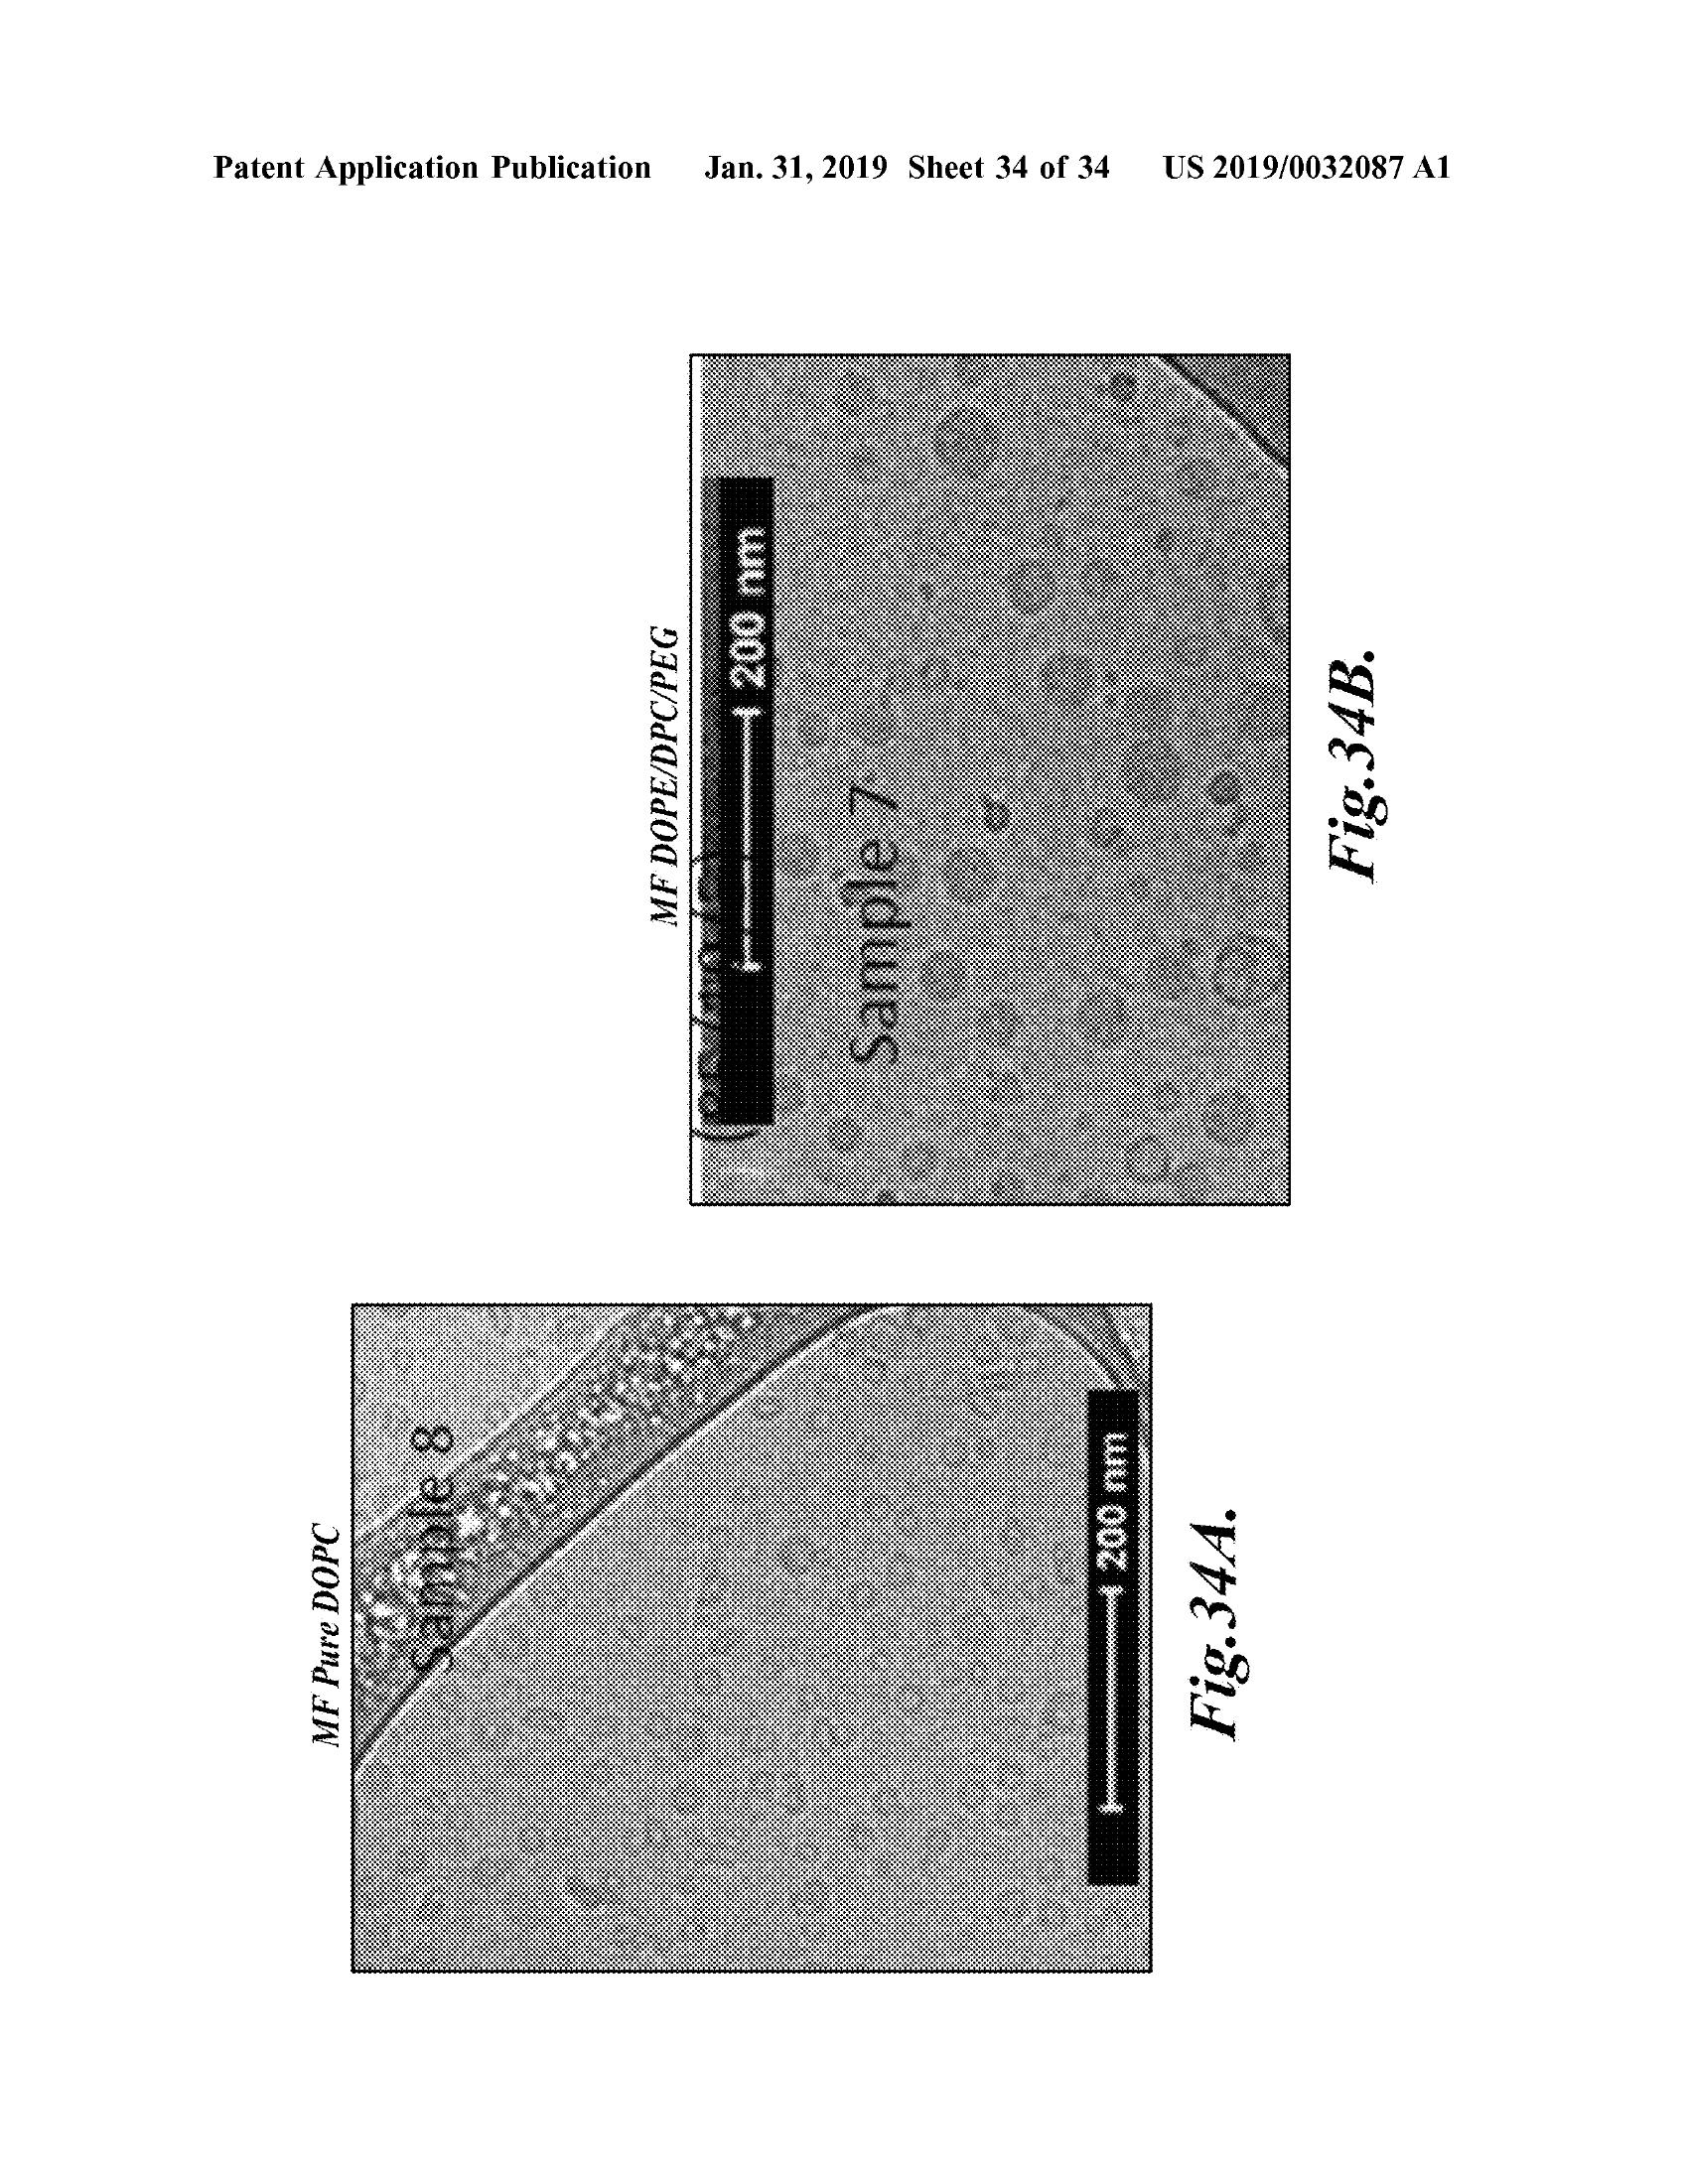 Patent Application Publication Jan. 31, 2019 Sheet 34 of 34 US 2019/0032087 A1
MF Pure DOPC
Sample 8
200 nm
Fig.34A.
MF DOPE/DPC/PEG
200 nm
Sample 7
Fig.34B.